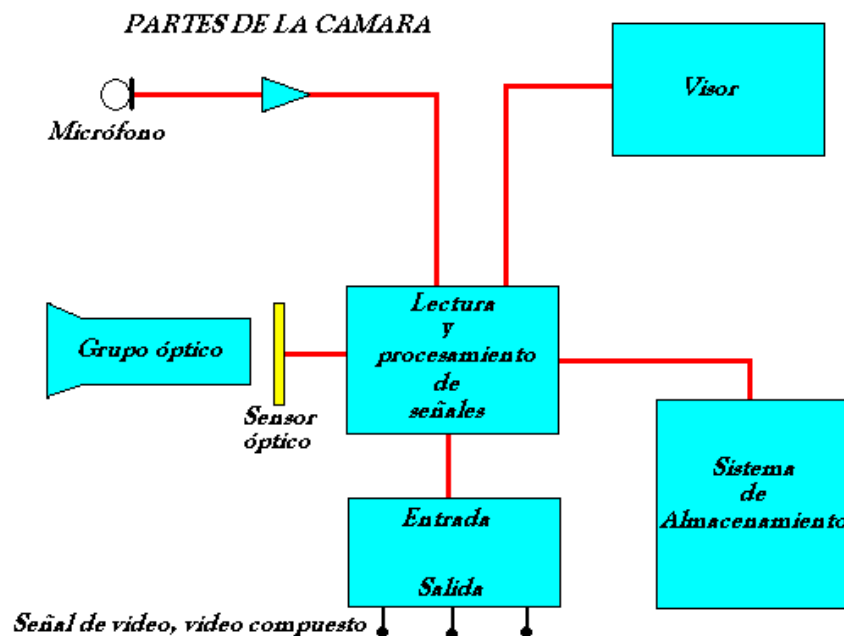 PARTES DE LA CAMARA
Micrófono
Visor
Grupo óptico
Sensor
óptico
Lectura
y
procesamiento
de
señales
Sistema
de
Almacenamiento
Entrada
Salida
Señal de video, video compuesto